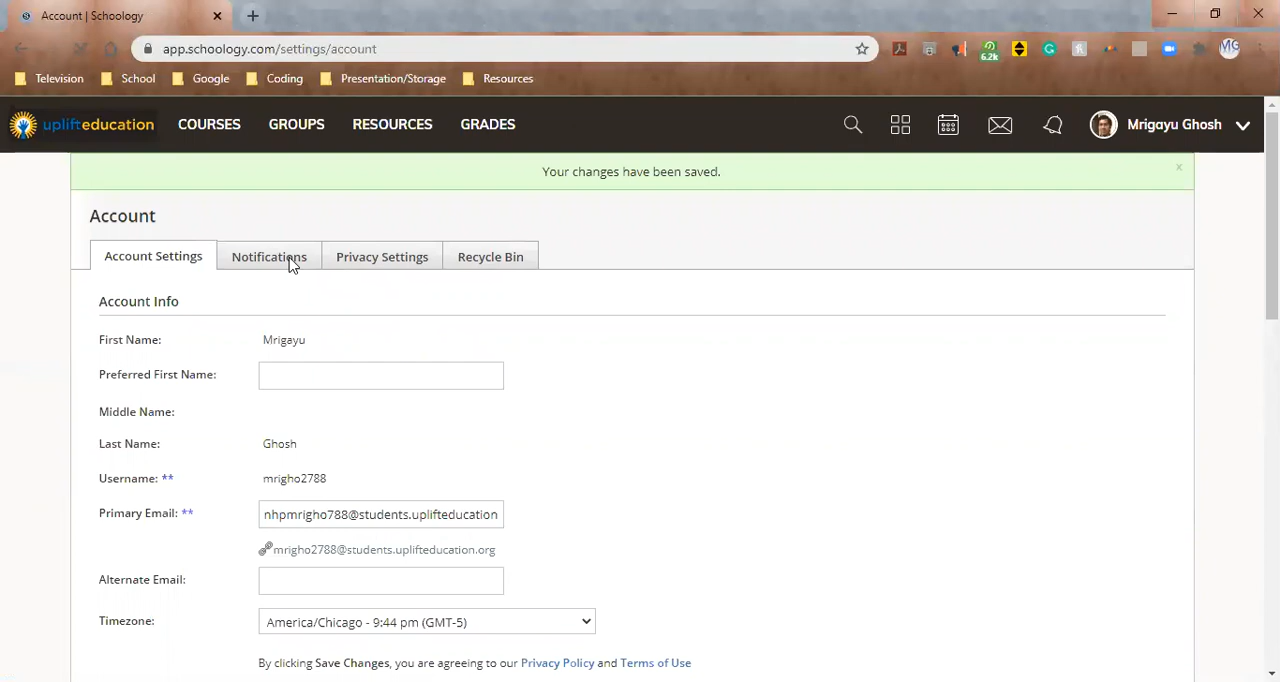 Account | Schoology
app.schoology.com/settings/account
6.2k
MG
Television School Google Coding Presentation/Storage Resources
uplifteducation COURSES GROUPS RESOURCES GRADES Mrigayu Ghosh
Your changes have been saved. x
Account
Account Settings Notifications Privacy Settings Recycle Bin
Account Info
First Name: Mrigayu
Preferred First Name:
Middle Name:
Last Name: Ghosh
Username: ** mrigho2788
Primary Email: ** nhpmrigho788@students.uplifteducation
mrigho2788@students.uplifteducation.org
Alternate Email:
Timezone: America/Chicago - 9:44 pm (GMT-5)
By clicking Save Changes, you are agreeing to our Privacy Policy and Terms of Use